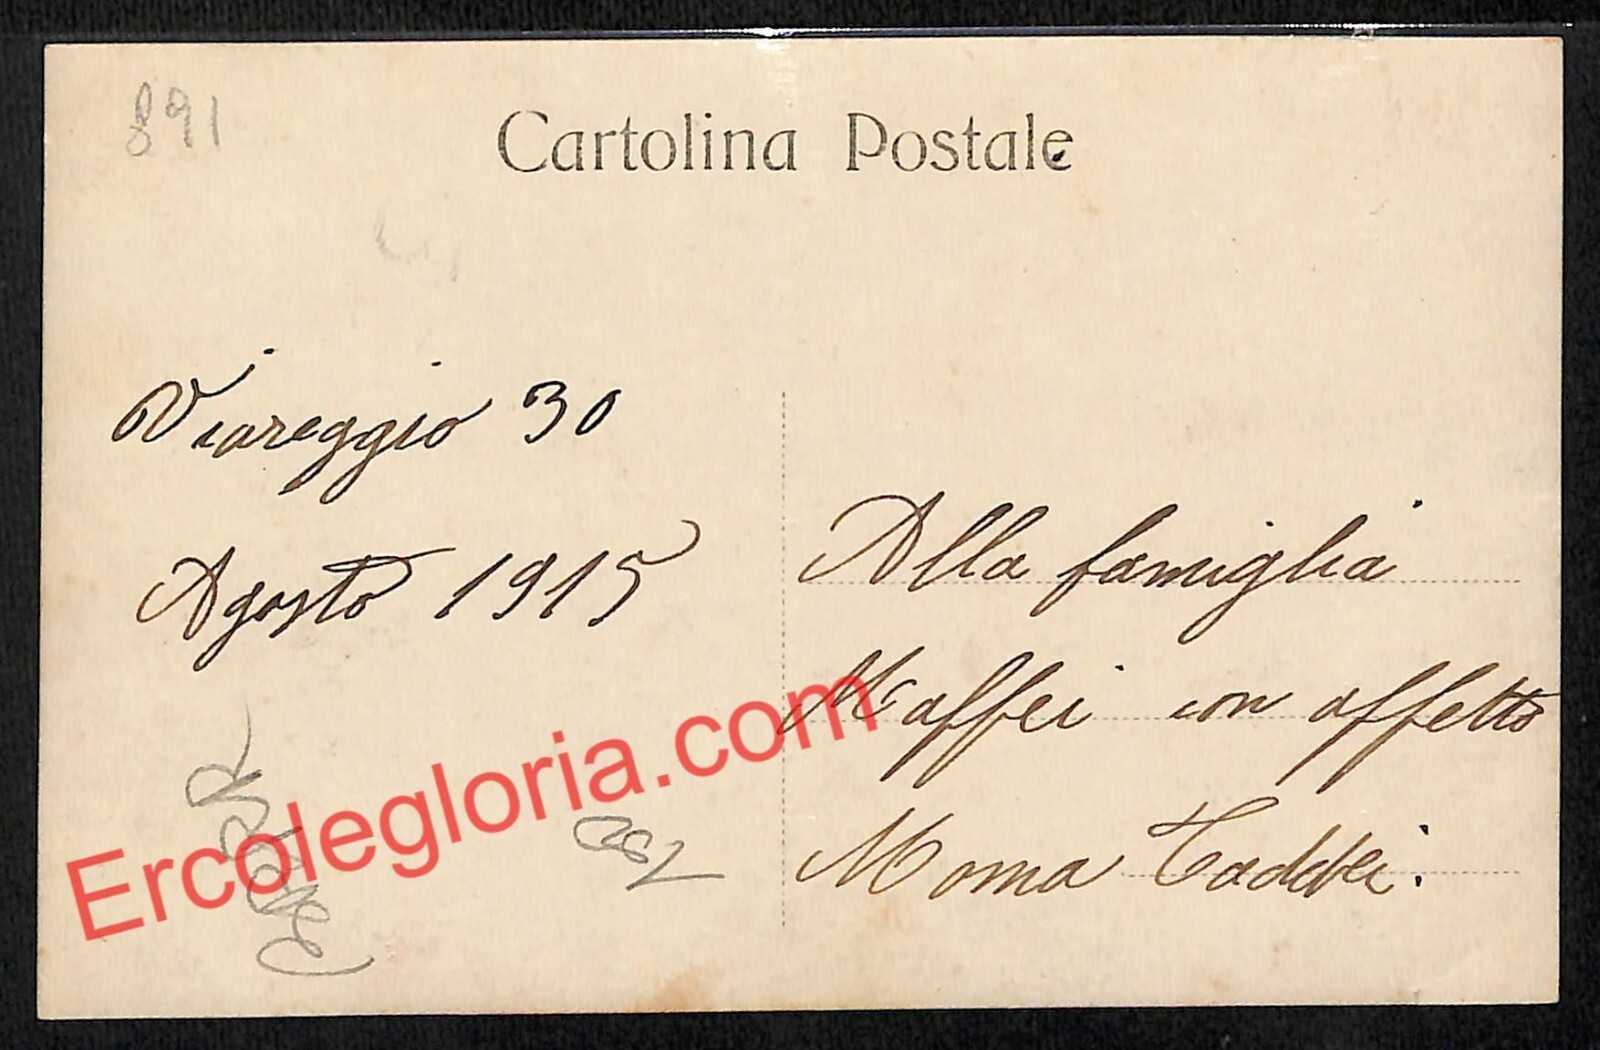 891
Cartolina Postale
Viareggio 30
Agosto 1915
Alla famiglia
Maffei con affetto
Moma Taddei.
Ercolegloria.com